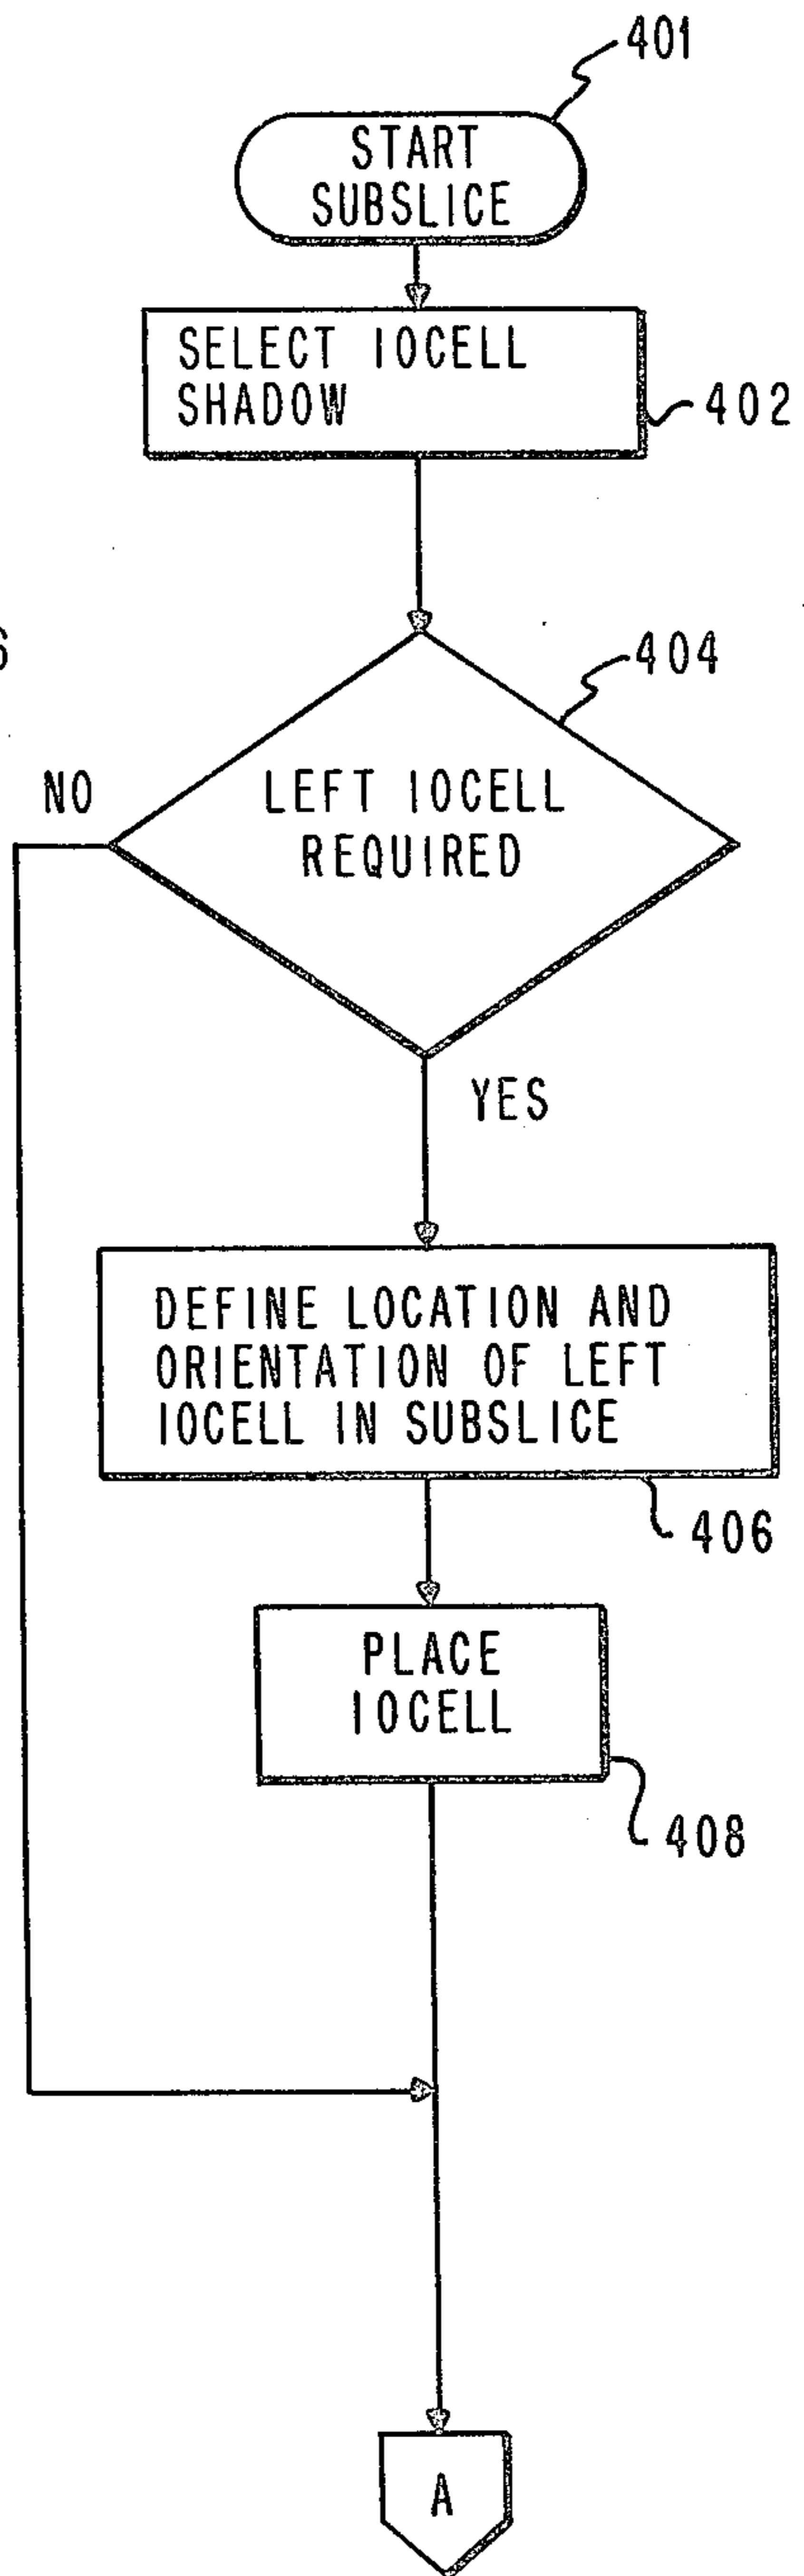 401
START
SUBSLICE
SELECT IOCELL
SHADOW
402
6
404
NO
LEFT IOCELL
REQUIRED
YES
DEFINE LOCATION AND
ORIENTATION OF LEFT
IOCELL IN SUBSLICE
406
PLACE
IOCELL
408
A